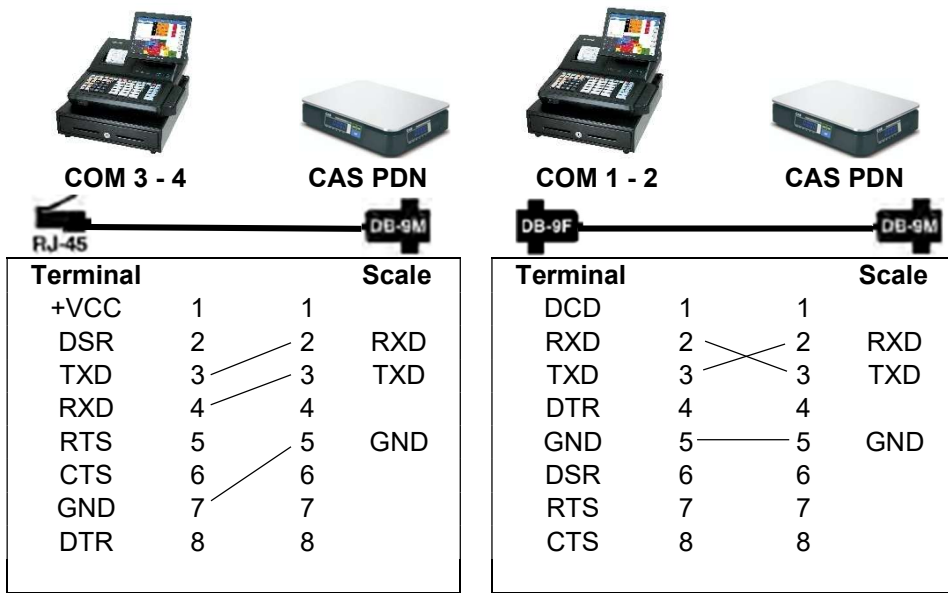 COM 3 - 4 CAS PDN
RJ-45 DB-9M
Terminal Scale
+VCC 1 1
DSR 2 2 RXD
TXD 3 3 TXD
RXD 4 4
RTS 5 5 GND
CTS 6 6
GND 7 7
DTR 8 8
COM 1 - 2 CAS PDN
DB-9F DB-9M
Terminal Scale
DCD 1 1
RXD 2 2 RXD
TXD 3 3 TXD
DTR 4 4
GND 5 5 GND
DSR 6 6
RTS 7 7
CTS 8 8